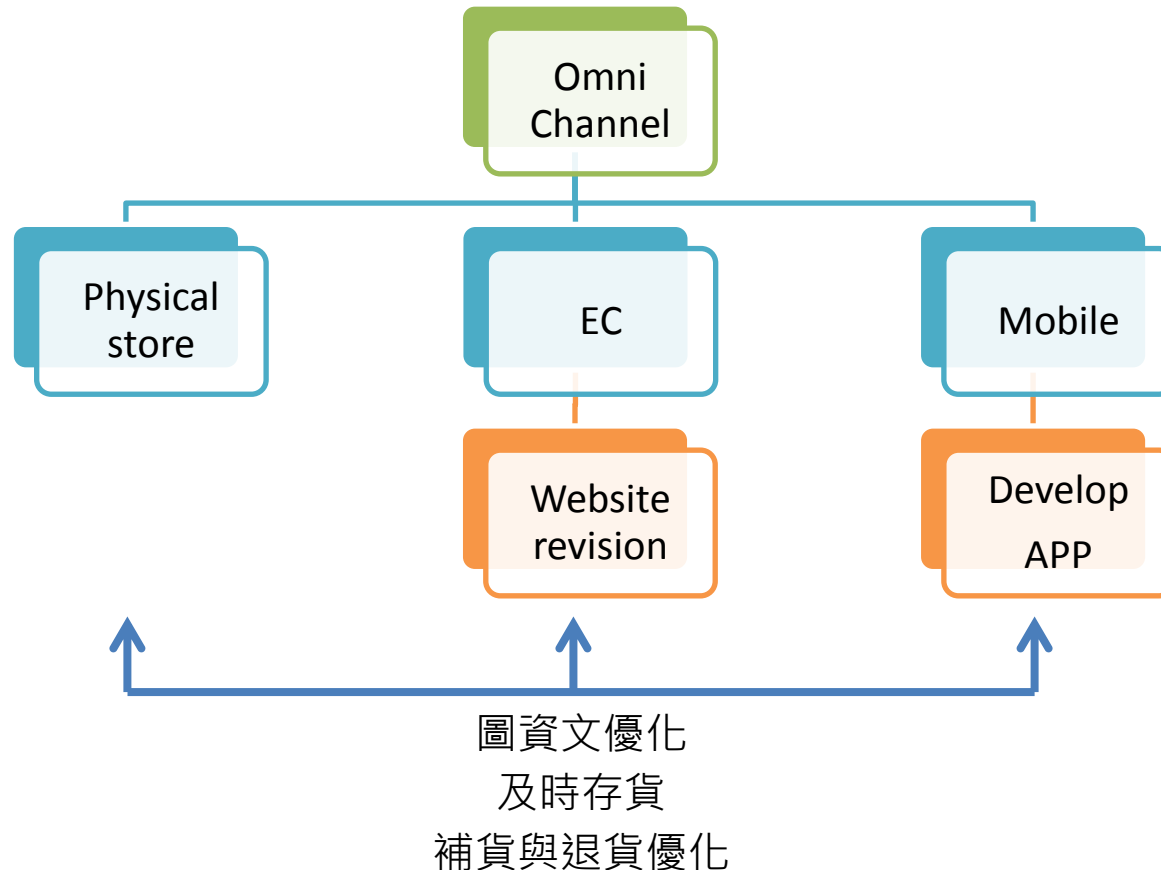 Omni
Channel
Physical
store
EC
Mobile
Website
revision
Develop
APP
圖資文優化
及時存貨
補貨與退貨優化